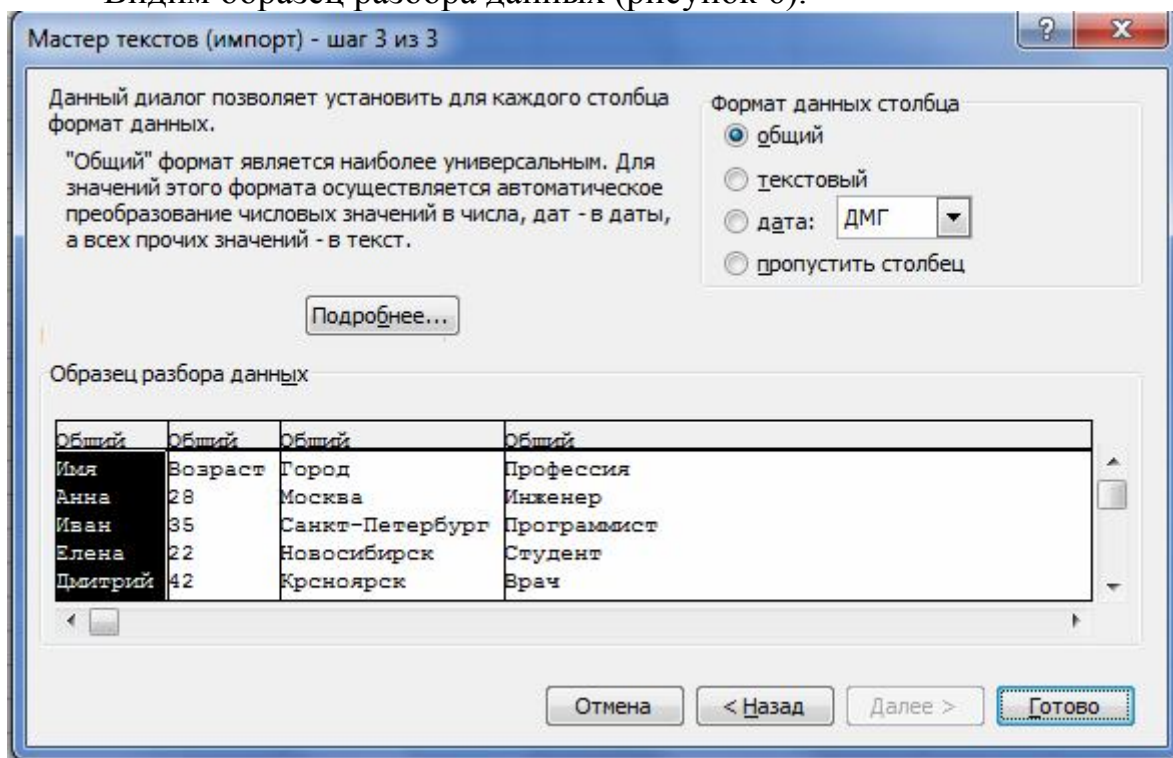 Видим образец разбора данных (рисунок 6).
Мастер текстов (импорт) - шаг 3 из 3
Данный диалог позволяет установить для каждого столбца
формат данных.
"Общий" формат является наиболее универсальным. Для
значений этого формата осуществляется автоматическое
преобразование числовых значений в числа, дат - в даты,
а всех прочих значений - в текст.
Подробнее...
Формат данных столбца
общий
текстовый
дата: ДМГ
пропустить столбец
Образец разбора данных
Общий Общий Общий Общий
Имя Возраст Город Профессия
Анна 28 Москва Инженер
Иван 35 Санкт-Петербург Программист
Елена 22 Новосибирск Студент
Дмитрий 42 Крсноярск Врач
Отмена < Назад Далее > Готово